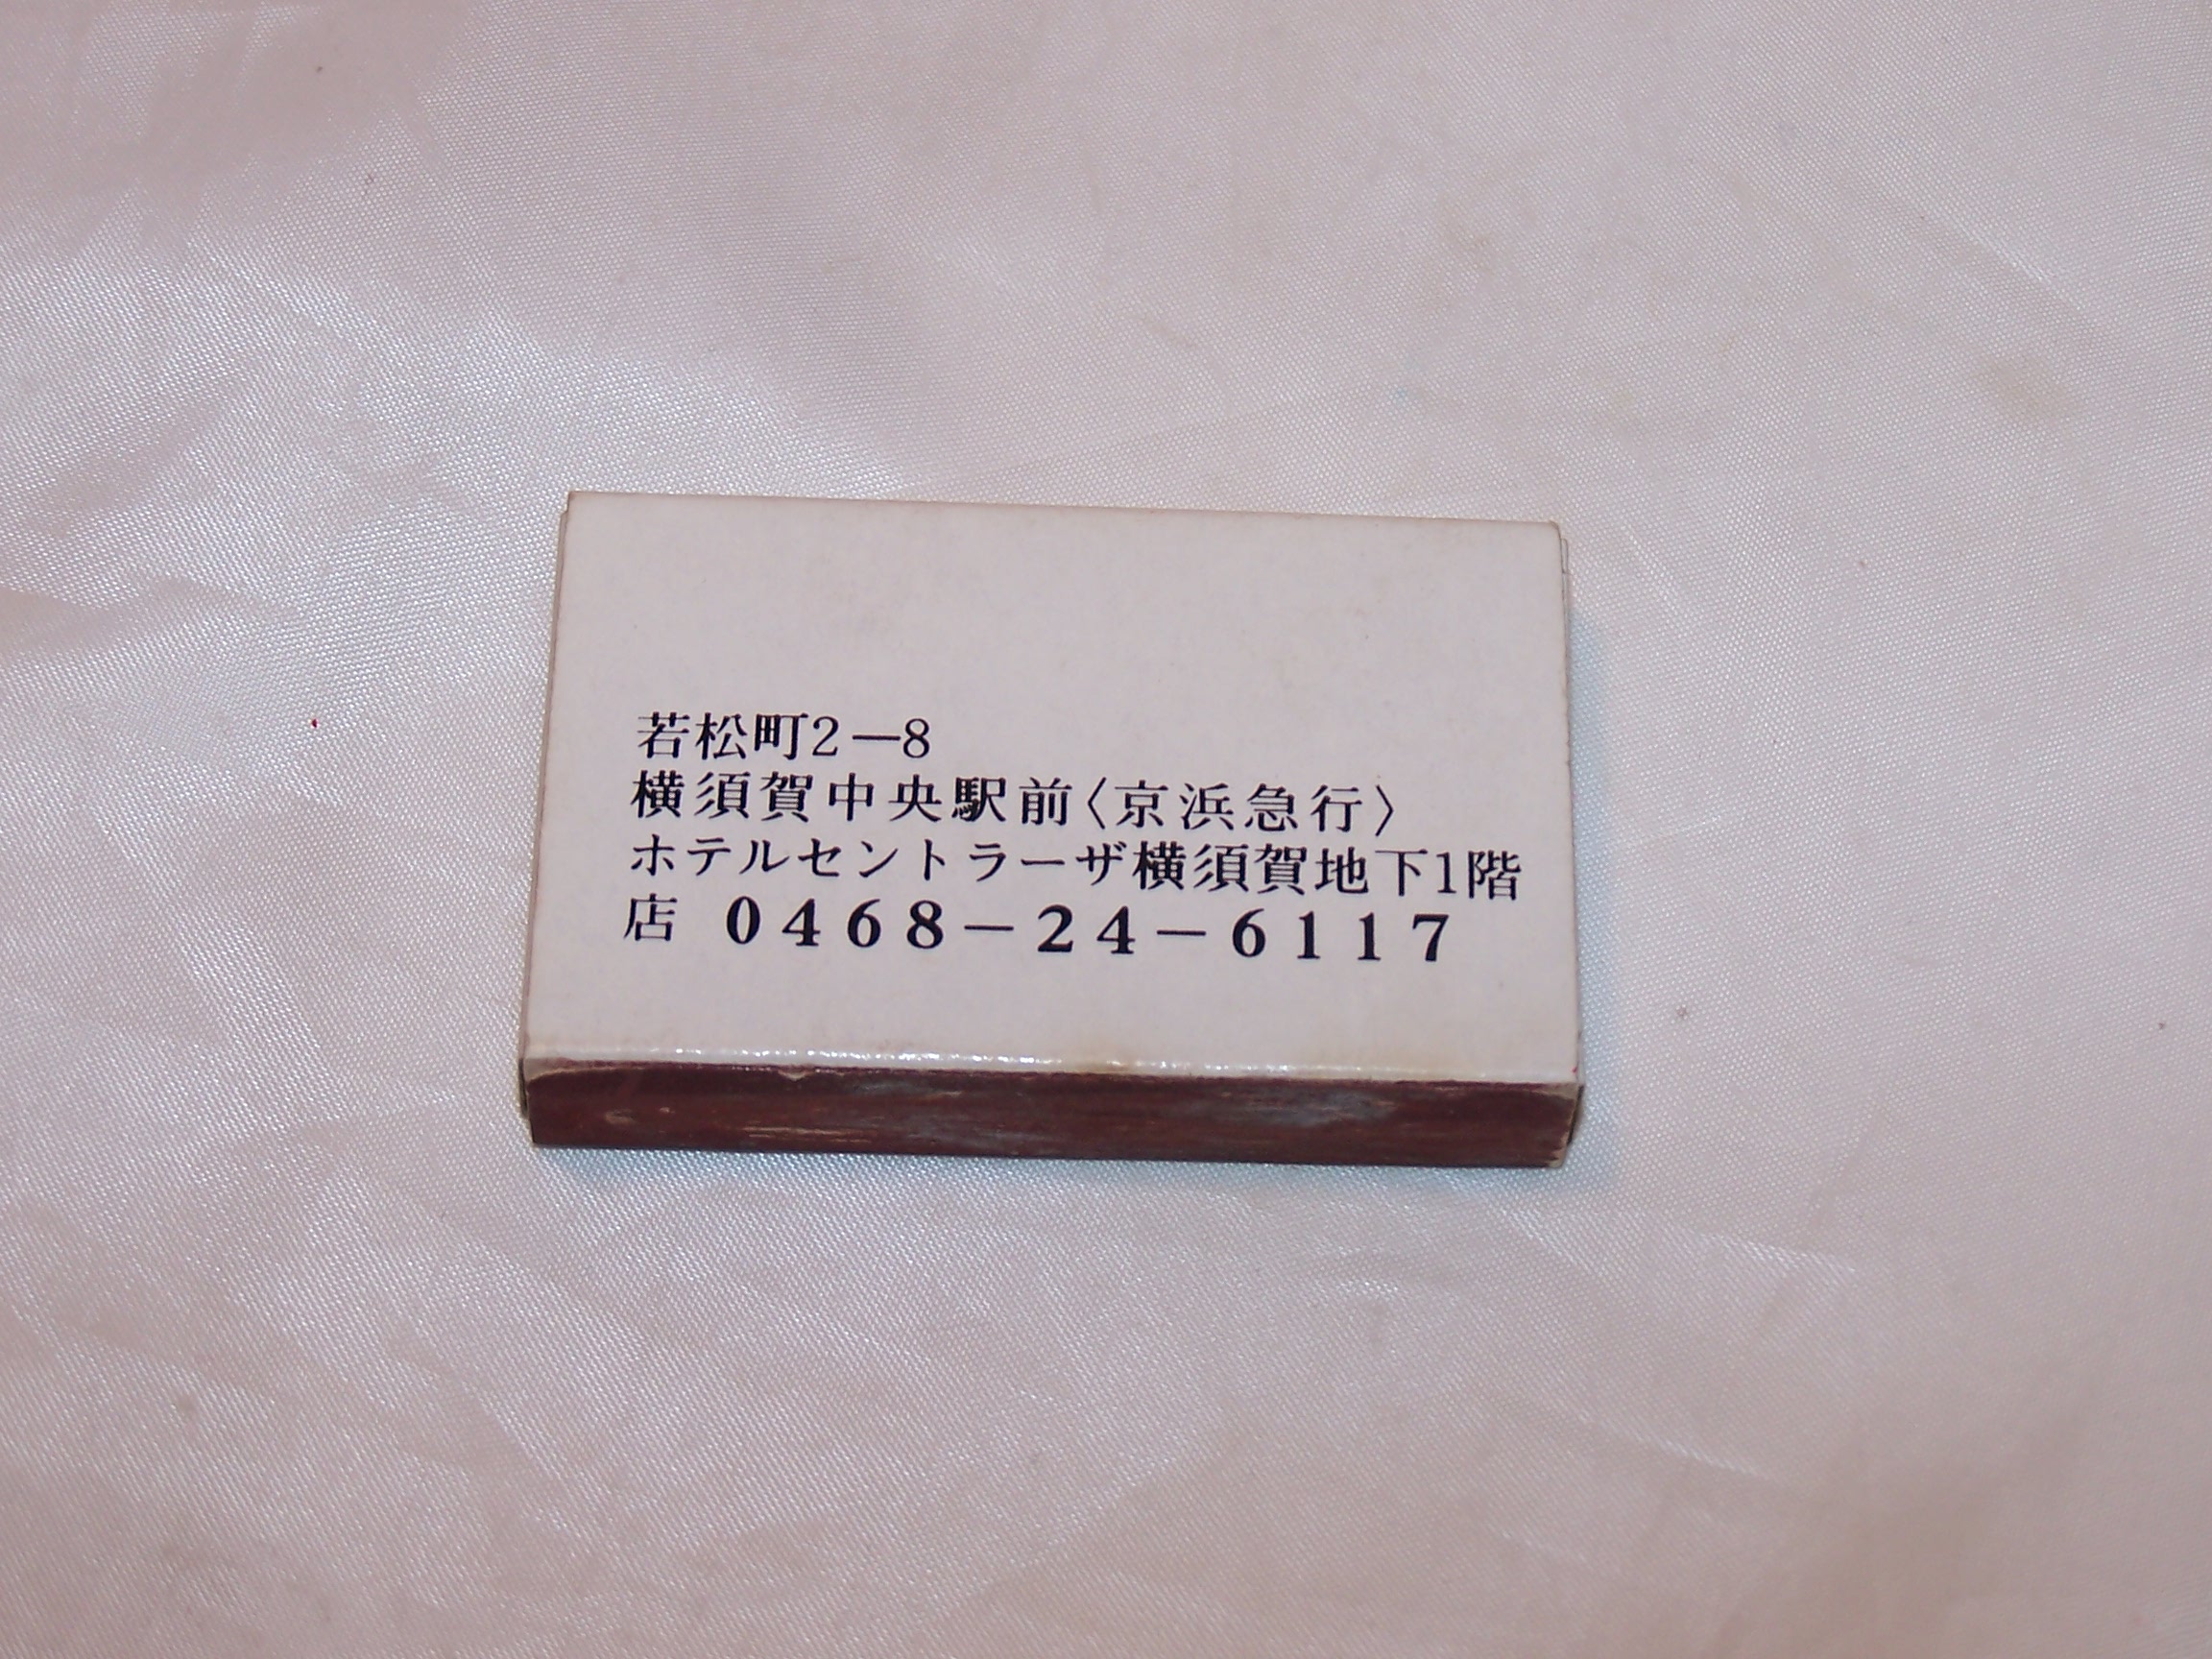 若松町2－8
横須賀中央駅前〈京浜急行〉
ホテルセントラーザ横須賀地下1階
店 0468－24－6117